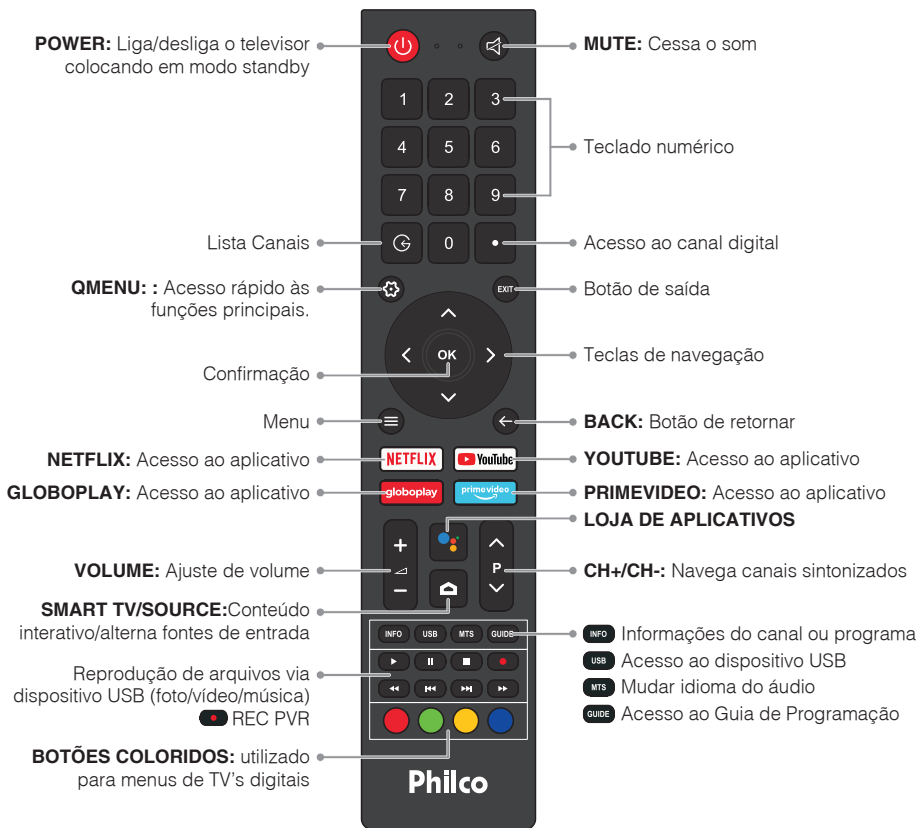 POWER: Liga/desliga o televisor
colocando em modo standby
MUTE: Cessa o som
1 2 3
Teclado numérico
4 5 6
7 8 9
Lista Canais
0
Acesso ao canal digital
QMENU: : Acesso rápido às
funções principais.
EXIT
Botão de saída
OK
Teclas de navegação
Confirmação
Menu
BACK: Botão de retornar
NETFLIX: Acesso ao aplicativo
NETFLIX
YouTube
YOUTUBE: Acesso ao aplicativo
GLOBOPLAY: Acesso ao aplicativo
globoplay
primevideo
PRIMEVIDEO: Acesso ao aplicativo
LOJA DE APLICATIVOS
VOLUME: Ajuste de volume
+
−
P
CH+/CH-: Navega canais sintonizados
SMART TV/SOURCE:Conteúdo
interativo/alterna fontes de entrada
INFO USB MTS GUIDE
INFO Informações do canal ou programa
USB Acesso ao dispositivo USB
MTS Mudar idioma do áudio
GUIDE Acesso ao Guia de Programação
Reprodução de arquivos via
dispositivo USB (foto/vídeo/música)
REC PVR
BOTÕES COLORIDOS: utilizado
para menus de TV's digitais
Philco